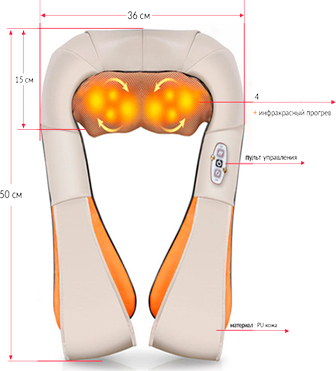 36 см
15 см
4
+ инфракрасный прогрев
пульт управления
50 см
материал: PU кожа